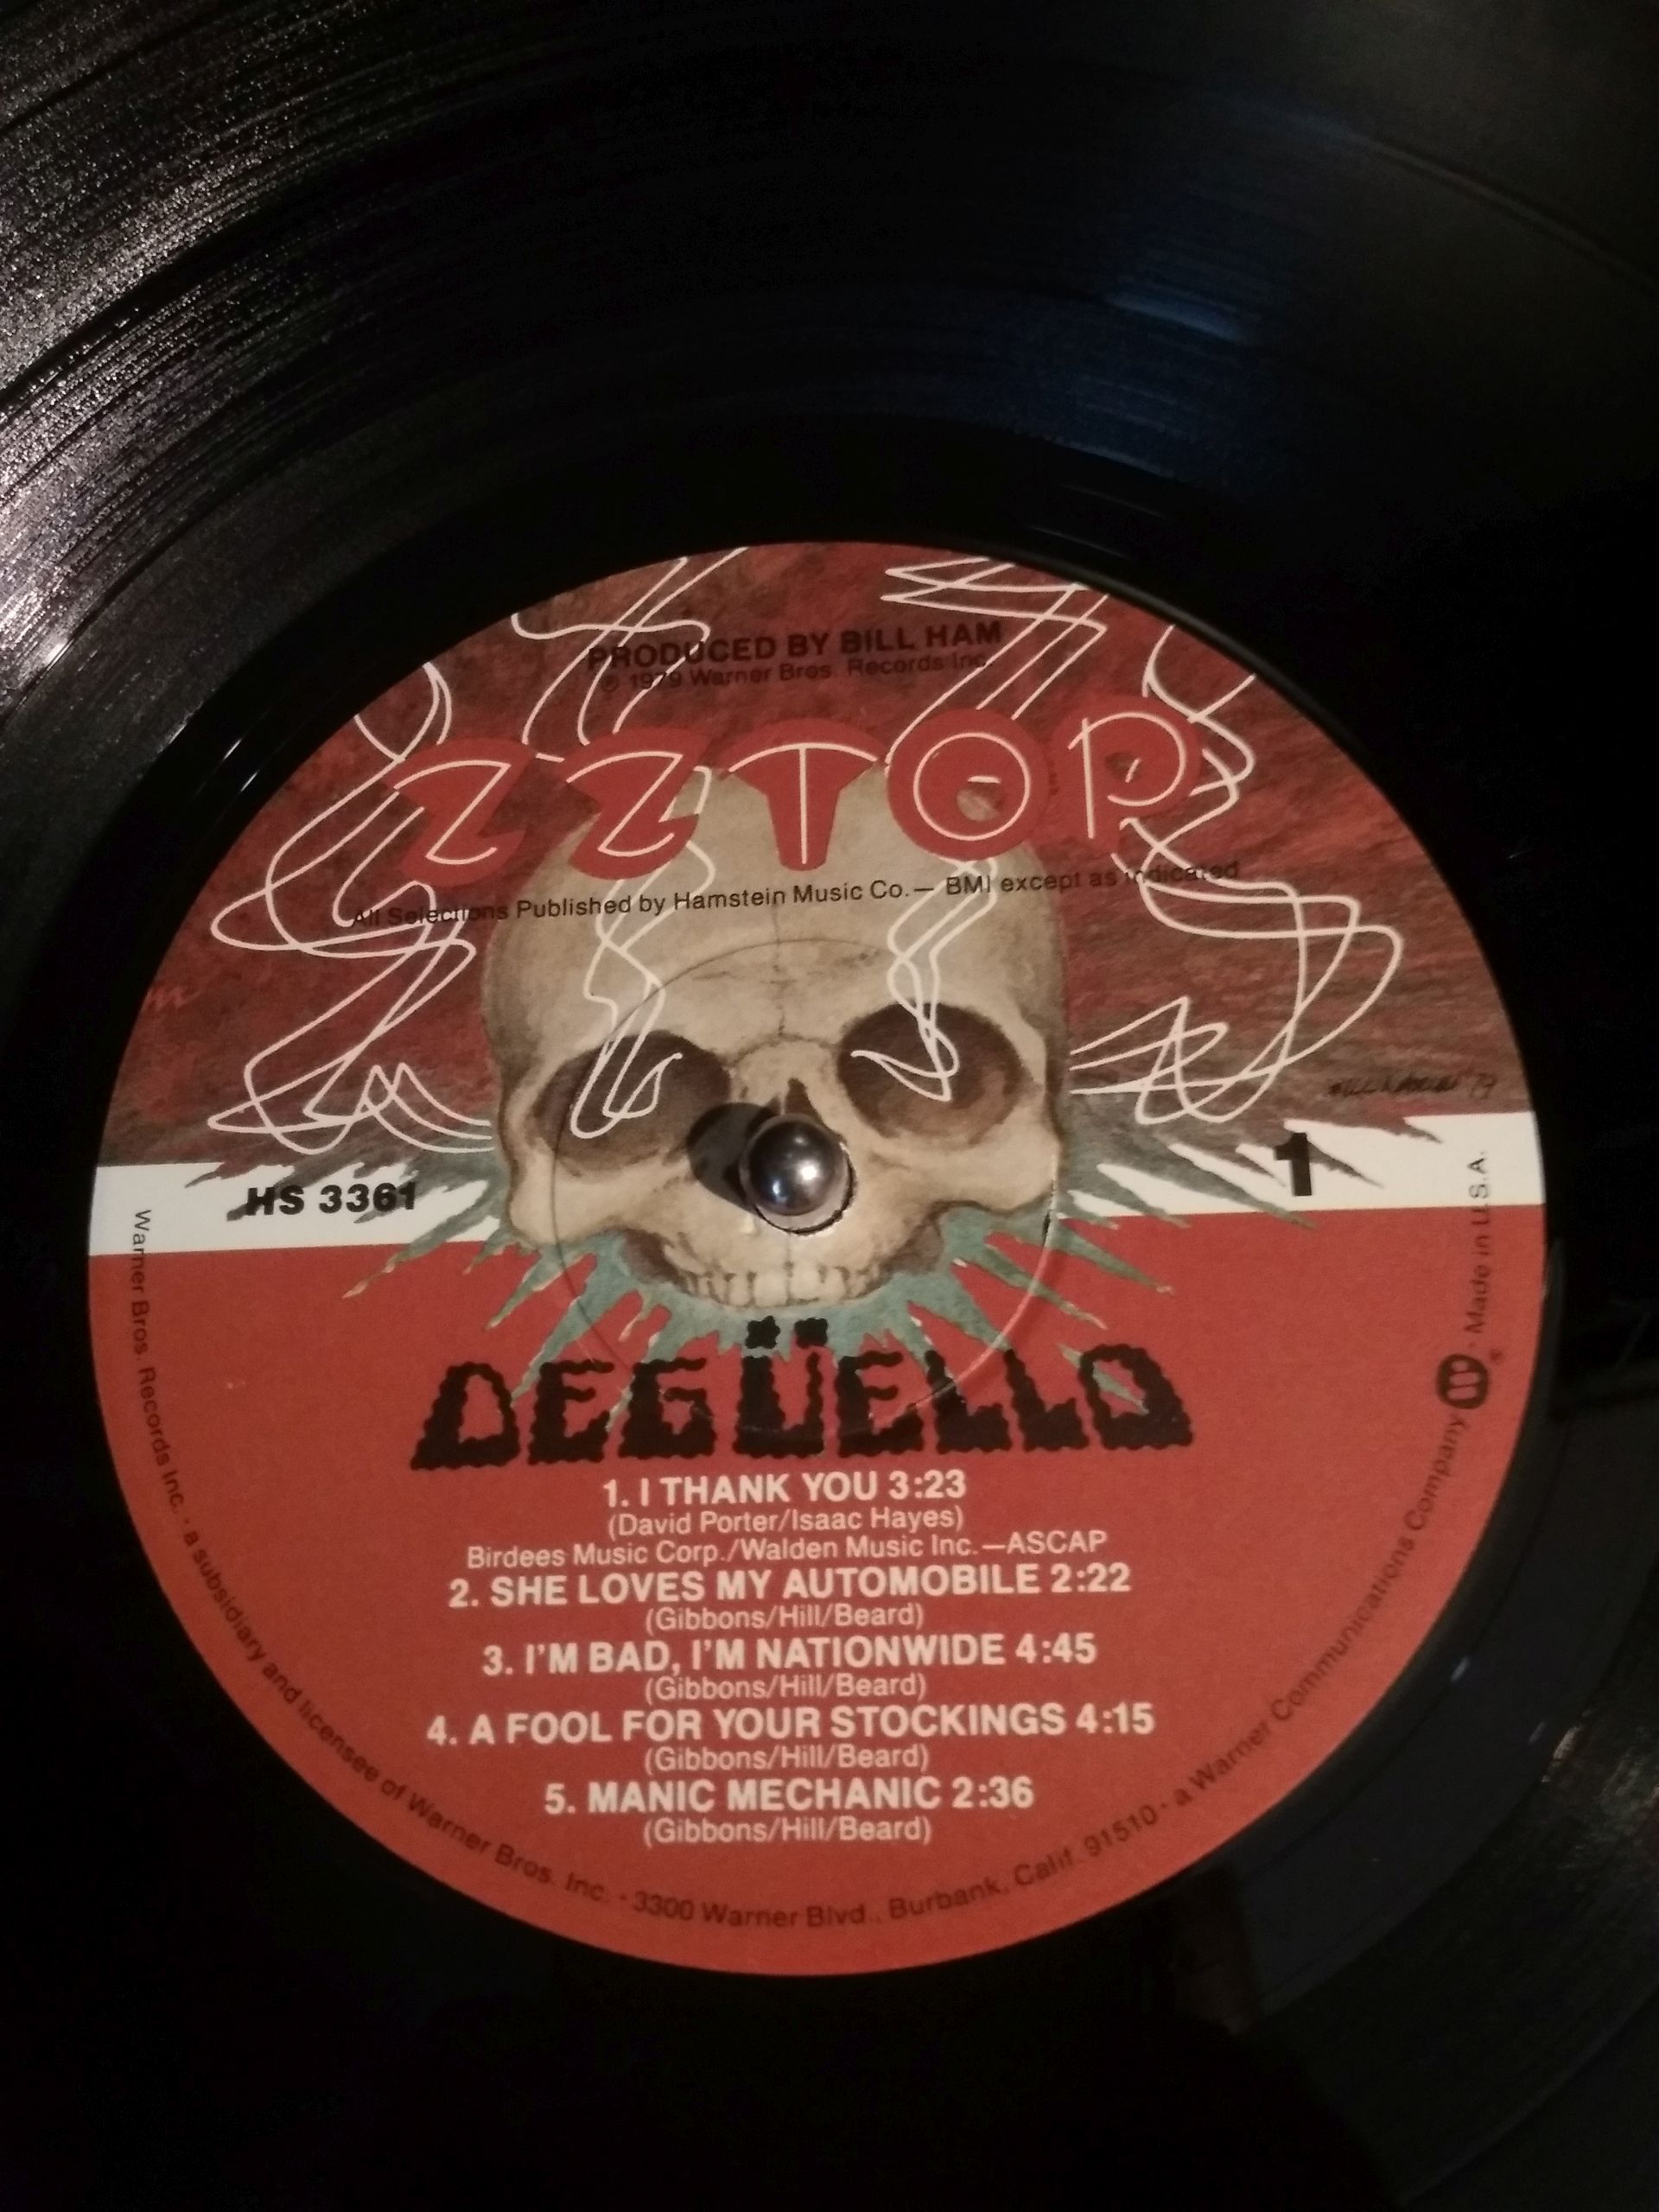 PRODUCED BY BILL HAM
℗ 1979 Warner Bros. Records Inc.
ZZ TOP
All Selections Published by Hamstein Music Co.— BMI except as indicated
HS 3361
1
DEGÜELLO
1. I THANK YOU 3:23
(David Porter/Isaac Hayes)
Birdees Music Corp./Walden Music Inc.—ASCAP
2. SHE LOVES MY AUTOMOBILE 2:22
(Gibbons/Hill/Beard)
3. I'M BAD, I'M NATIONWIDE 4:45
(Gibbons/Hill/Beard)
4. A FOOL FOR YOUR STOCKINGS 4:15
(Gibbons/Hill/Beard)
5. MANIC MECHANIC 2:36
(Gibbons/Hill/Beard)
Warner Bros. Records Inc. · a subsidiary and licensee of Warner Bros. Inc. · 3300 Warner Blvd., Burbank, Calif. 91510 · a Warner Communications Company W ® · Made in U.S.A.